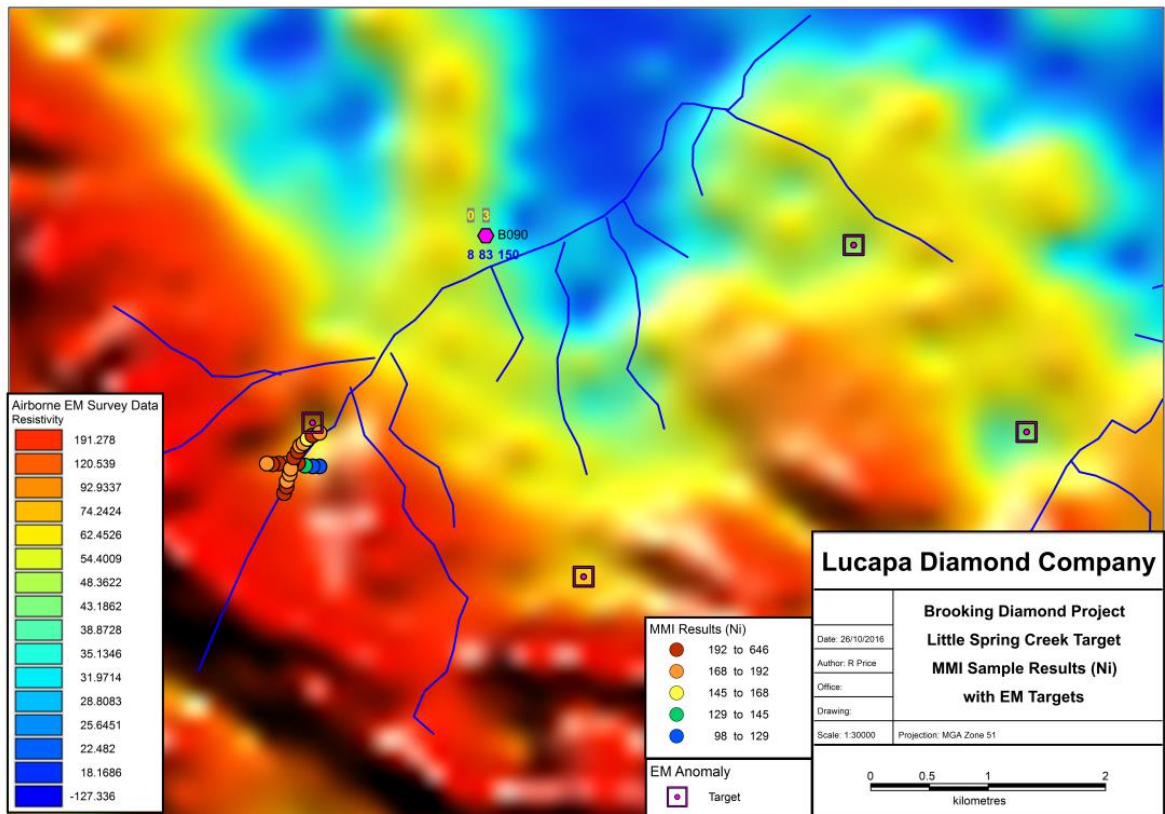 0 3
B090
8 83 150
Airborne EM Survey Data
Resistivity
191.278
120.539
92.9337
74.2424
62.4526
54.4009
48.3622
43.1862
38.8728
35.1346
31.9714
28.8083
25.6451
22.482
18.1686
-127.336
MMI Results (Ni)
192 to 646
168 to 192
145 to 168
129 to 145
98 to 129
EM Anomaly
Target
Lucapa Diamond Company
Date: 26/10/2016
Author: R Price
Office:
Drawing:
Scale: 1:30000
Brooking Diamond Project
Little Spring Creek Target
MMI Sample Results (Ni)
with EM Targets
Projection: MGA Zone 51
0 0.5 1 2
kilometres